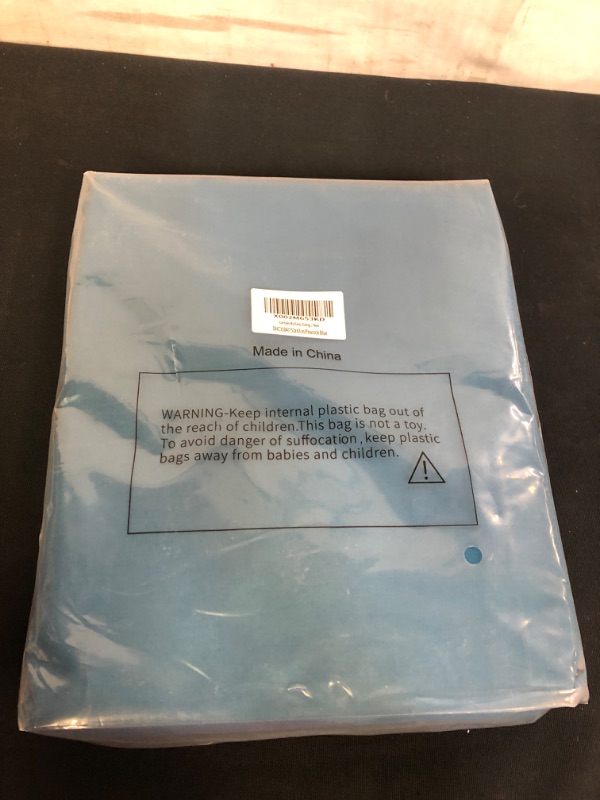 Made in China
WARNING-Keep internal plastic bag out of
the reach of children.This bag is not a toy.
To avoid danger of suffocation,keep plastic
bags away from babies and children.